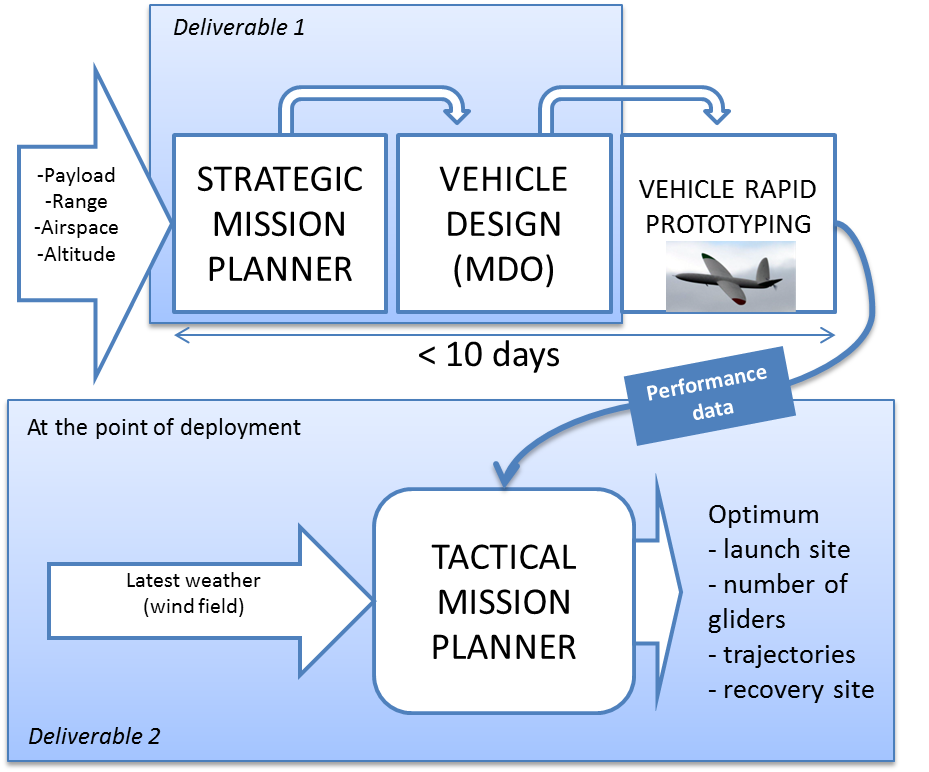 Deliverable 1
-Payload
-Range
-Airspace
-Altitude
STRATEGIC
MISSION
PLANNER
VEHICLE
DESIGN
(MDO)
VEHICLE RAPID
PROTOTYPING
< 10 days
Performance
data
At the point of deployment
Latest weather
(wind field)
TACTICAL
MISSION
PLANNER
Optimum
- launch site
- number of
gliders
- trajectories
- recovery site
Deliverable 2